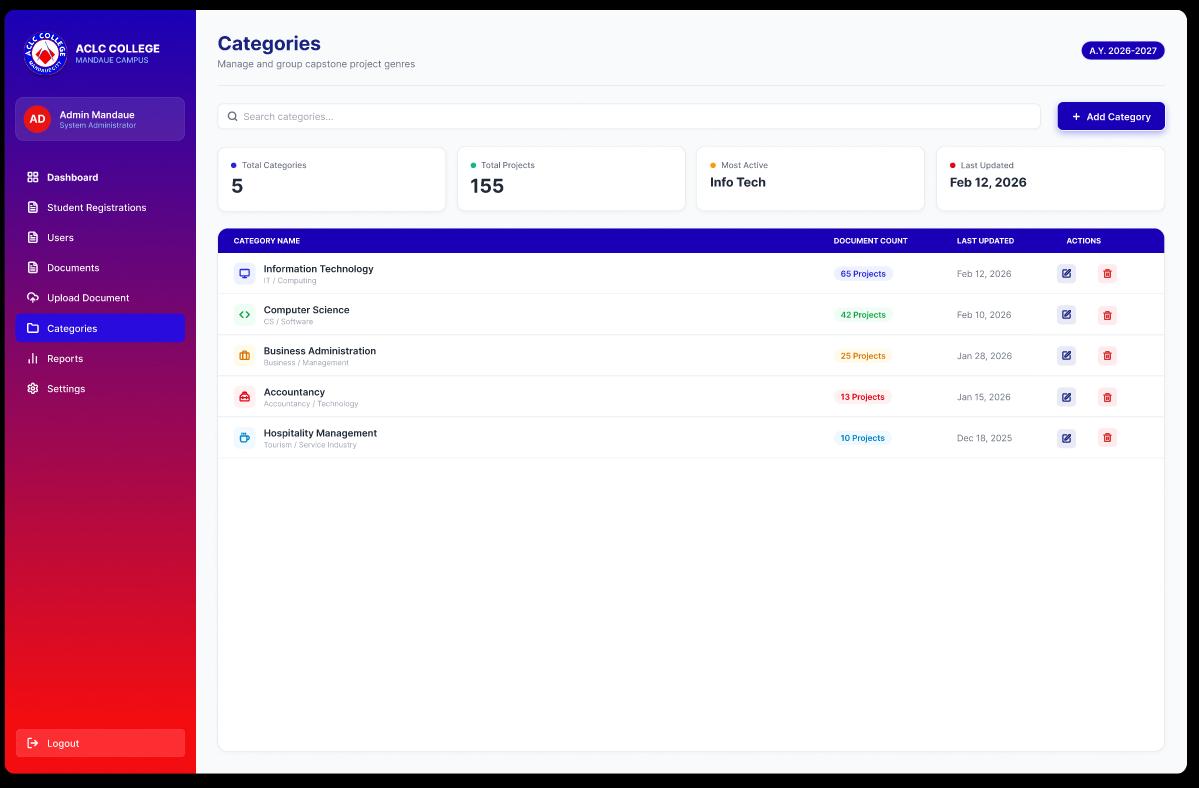 ACLC COLLEGE
MANDAUE CITY
ACLC COLLEGE
MANDAUE CAMPUS
AD
Admin Mandaue
System Administrator
Dashboard
Student Registrations
Users
Documents
Upload Document
Categories
Reports
Settings
Logout
Categories
Manage and group capstone project genres
A.Y. 2026-2027
Search categories...
+ Add Category
Total Categories
5
Total Projects
155
Most Active
Info Tech
Last Updated
Feb 12, 2026
CATEGORY NAME DOCUMENT COUNT LAST UPDATED ACTIONS
Information Technology
IT / Computing
65 Projects Feb 12, 2026
Computer Science
CS / Software
42 Projects Feb 10, 2026
Business Administration
Business / Management
25 Projects Jan 28, 2026
Accountancy
Accountancy / Technology
13 Projects Jan 15, 2026
Hospitality Management
Tourism / Service Industry
10 Projects Dec 18, 2025